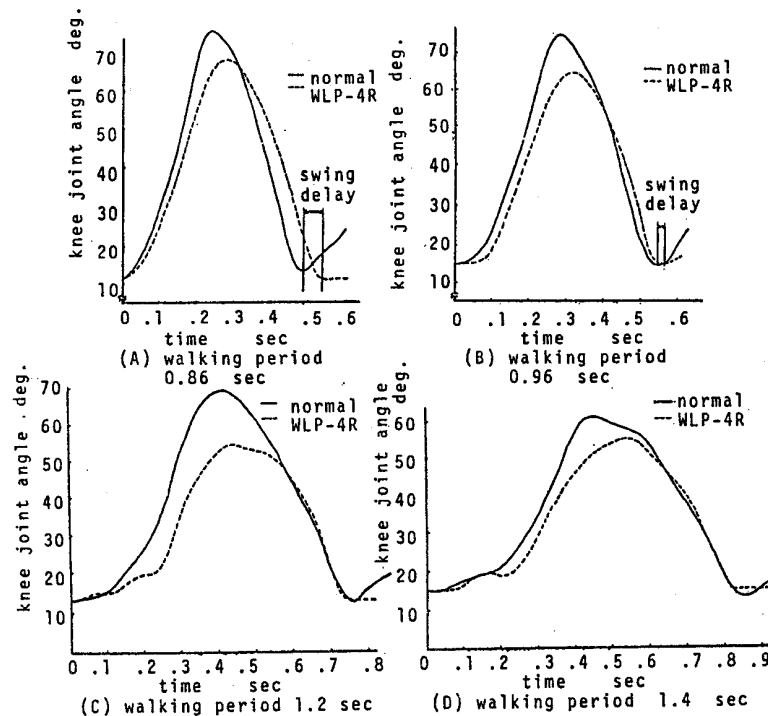 knee joint angle deg.
70
60
50
40
30
20
10
normal
WLP-4R
swing
delay
0 .1 .2 .3 .4 .5 .6
time sec
(A) walking period
0.86 sec
knee joint angle deg.
70
60
50
40
30
20
10
normal
WLP-4R
swing
delay
0 .1 .2 .3 .4 .5 .6
time sec
(B) walking period
0.96 sec
knee joint angle deg.
70
60
50
40
30
20
10
normal
WLP-4R
0 .1 .2 .3 .4 .5 .6 .7 .8
time sec
(C) walking period 1.2 sec
knee joint angle deg.
60
50
40
30
20
10
normal
WLP-4R
0 .1 .2 .3 .4 .5 .6 .7 .8 .9
time sec
(D) walking period 1.4 sec